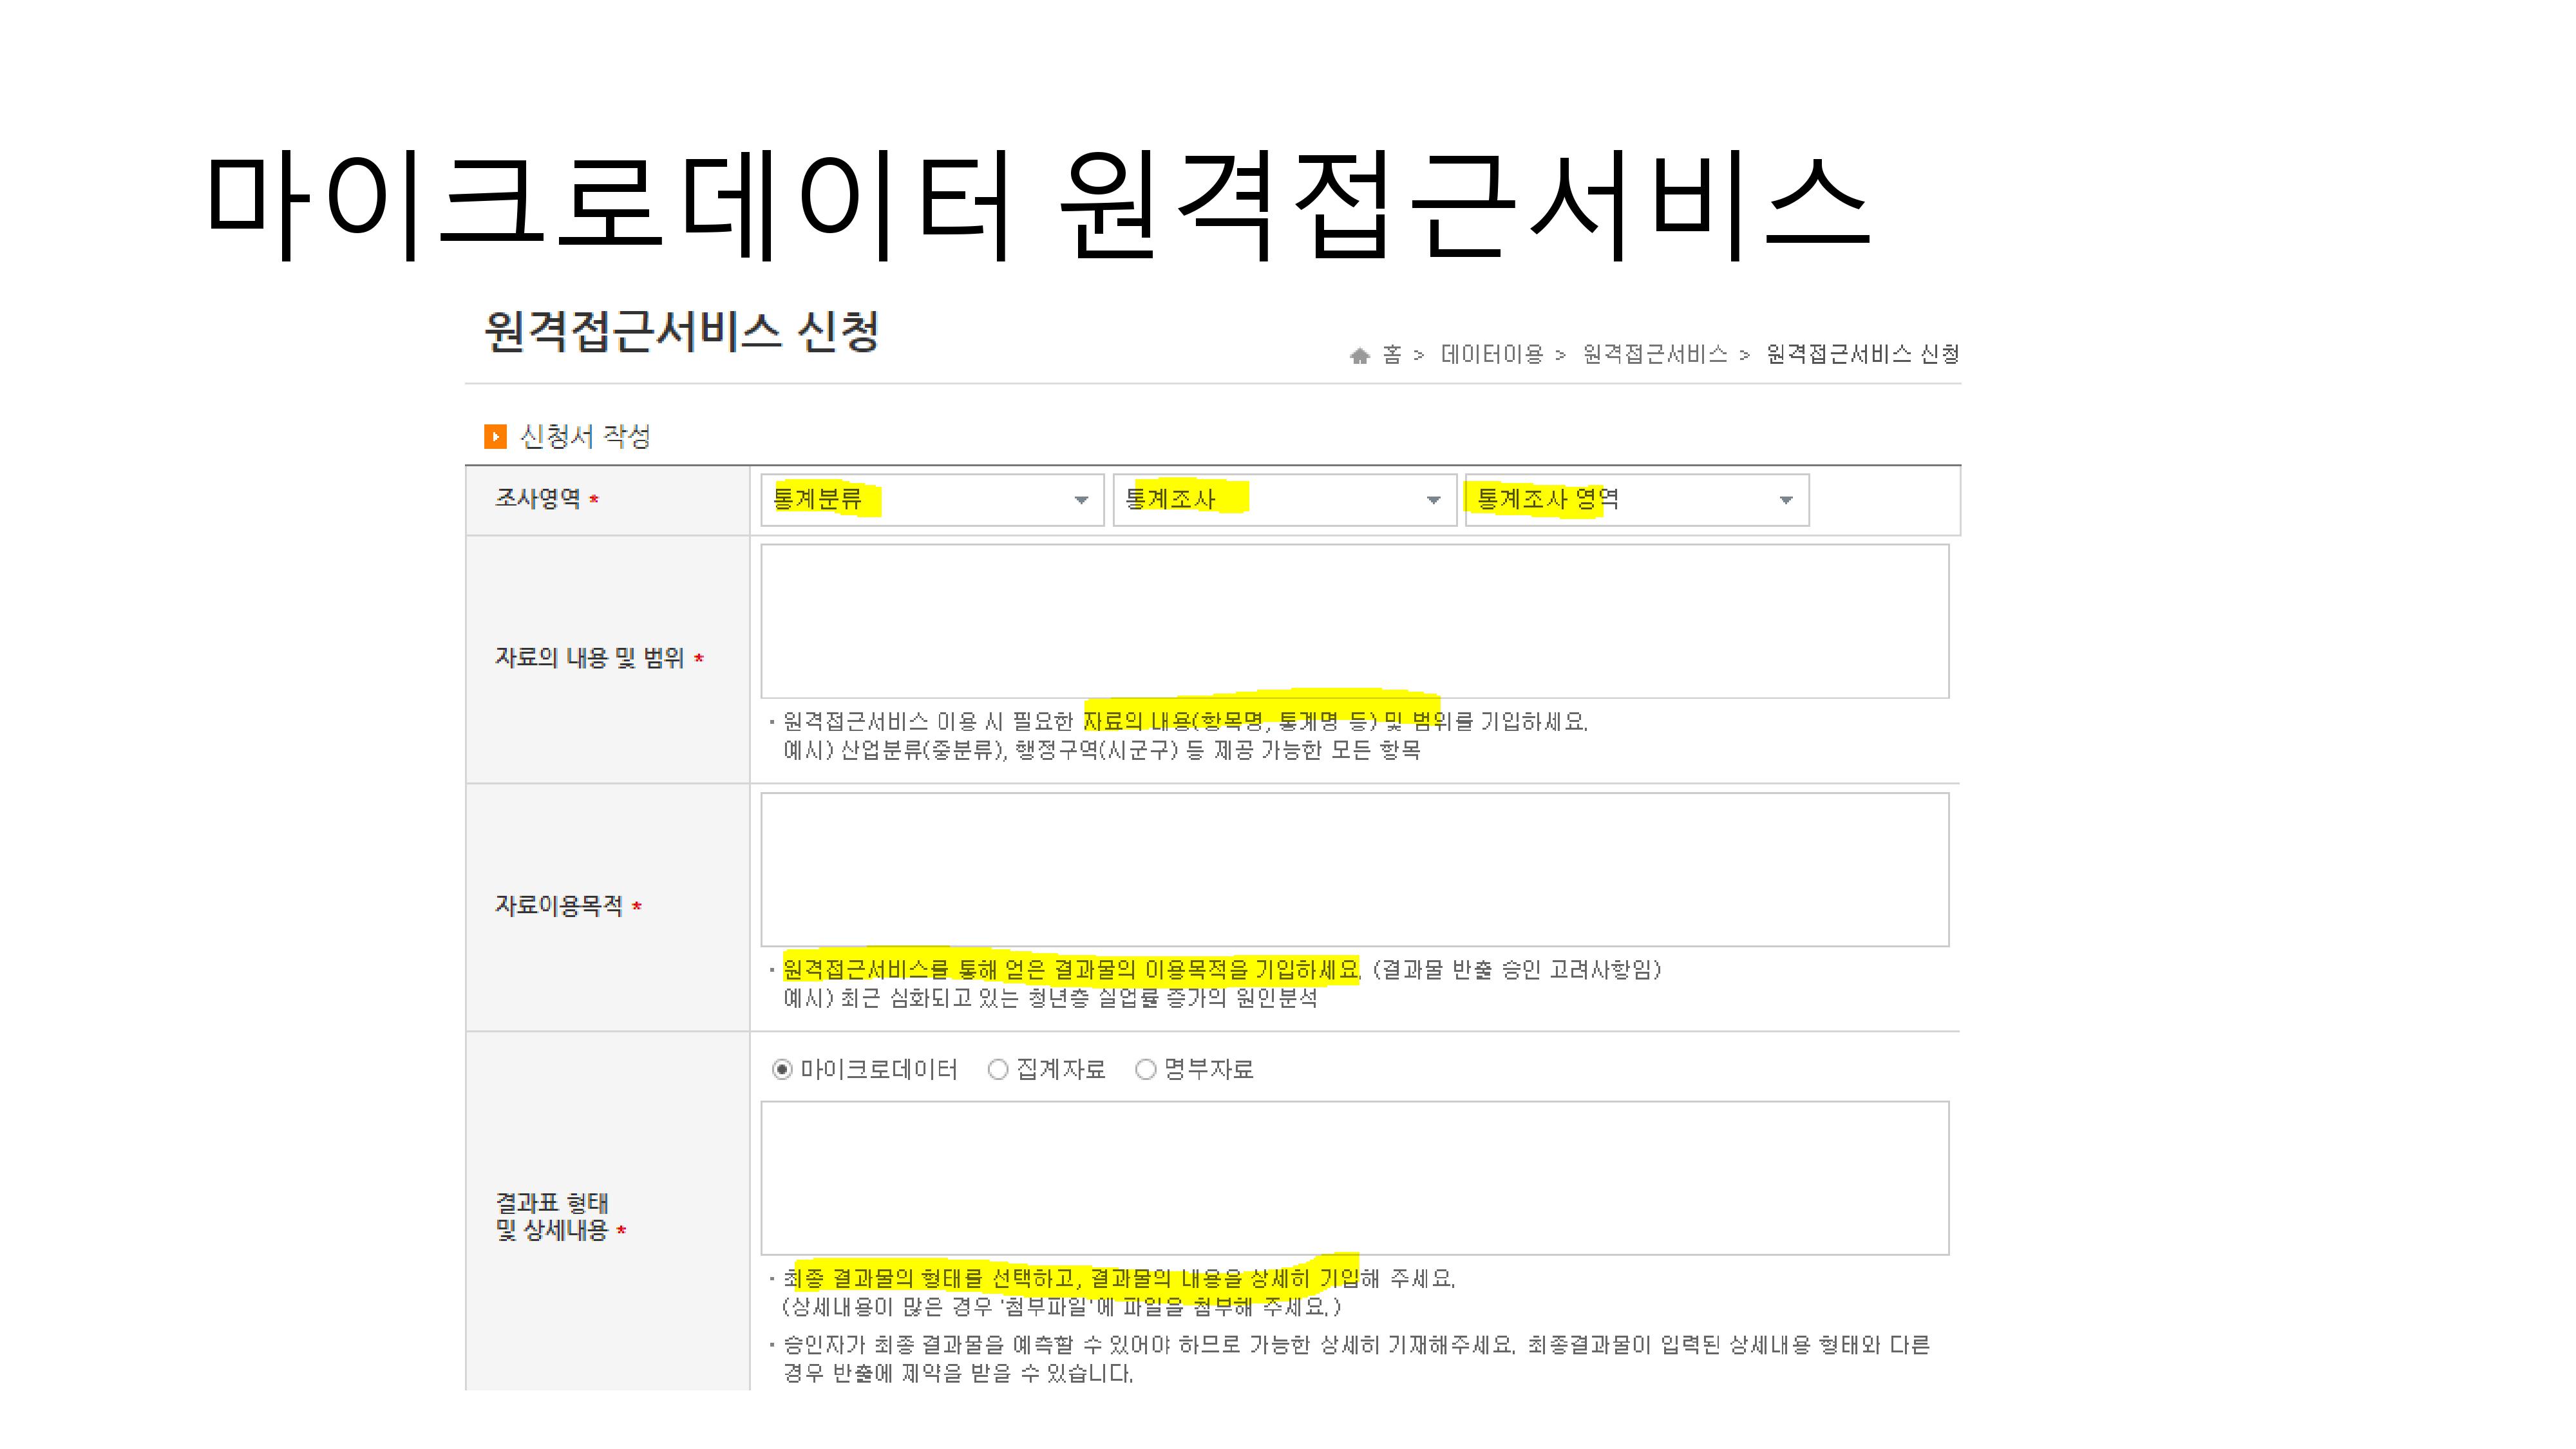 마이크로데이터 원격접근서비스
원격접근서비스 신청
홈 > 데이터이용 > 원격접근서비스 > 원격접근서비스 신청
신청서 작성
조사영역 * 통계분류 통계조사 통계조사 영역
자료의 내용 및 범위 *
· 원격접근서비스 이용 시 필요한 자료의 내용(항목명, 통계명 등) 및 범위를 기입하세요.
예시) 산업분류(중분류), 행정구역(시군구) 등 제공 가능한 모든 항목
자료이용목적 *
· 원격접근서비스를 통해 얻은 결과물의 이용목적을 기입하세요. (결과물 반출 승인 고려사항임)
예시) 최근 심화되고 있는 청년층 실업률 증가의 원인분석
마이크로데이터 집계자료 명부자료
결과표 형태
및 상세내용 *
· 최종 결과물의 형태를 선택하고, 결과물의 내용을 상세히 기입해 주세요.
(상세내용이 많은 경우 '첨부파일'에 파일을 첨부해 주세요.)
· 승인자가 최종 결과물을 예측할 수 있어야 하므로 가능한 상세히 기재해주세요. 최종결과물이 입력된 상세내용 형태와 다른
경우 반출에 제약을 받을 수 있습니다.